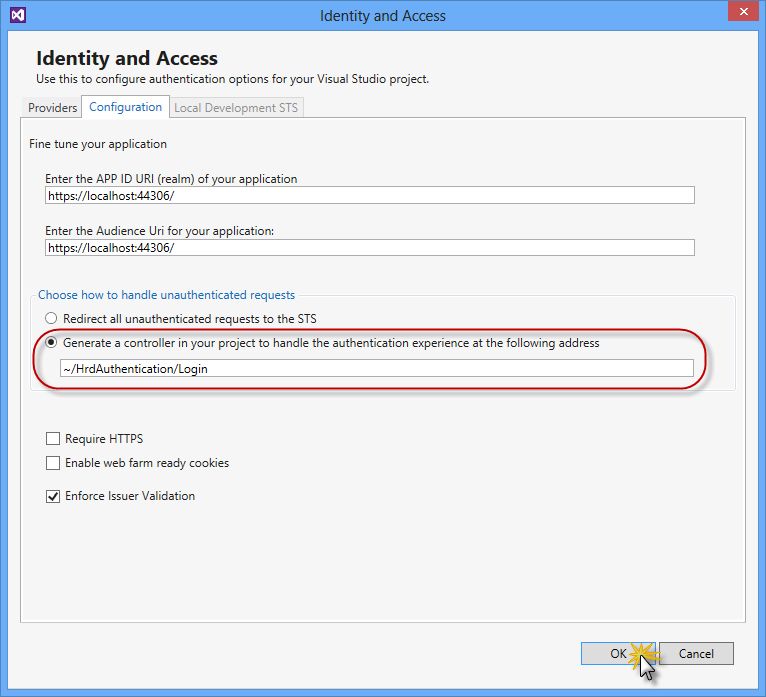 Identity and Access
Identity and Access
Use this to configure authentication options for your Visual Studio project.
Providers Configuration Local Development STS
Fine tune your application
Enter the APP ID URI (realm) of your application
https://localhost:44306/
Enter the Audience Uri for your application:
https://localhost:44306/
Choose how to handle unauthenticated requests
Redirect all unauthenticated requests to the STS
Generate a controller in your project to handle the authentication experience at the following address
~/HrdAuthentication/Login
Require HTTPS
Enable web farm ready cookies
Enforce Issuer Validation
OK Cancel